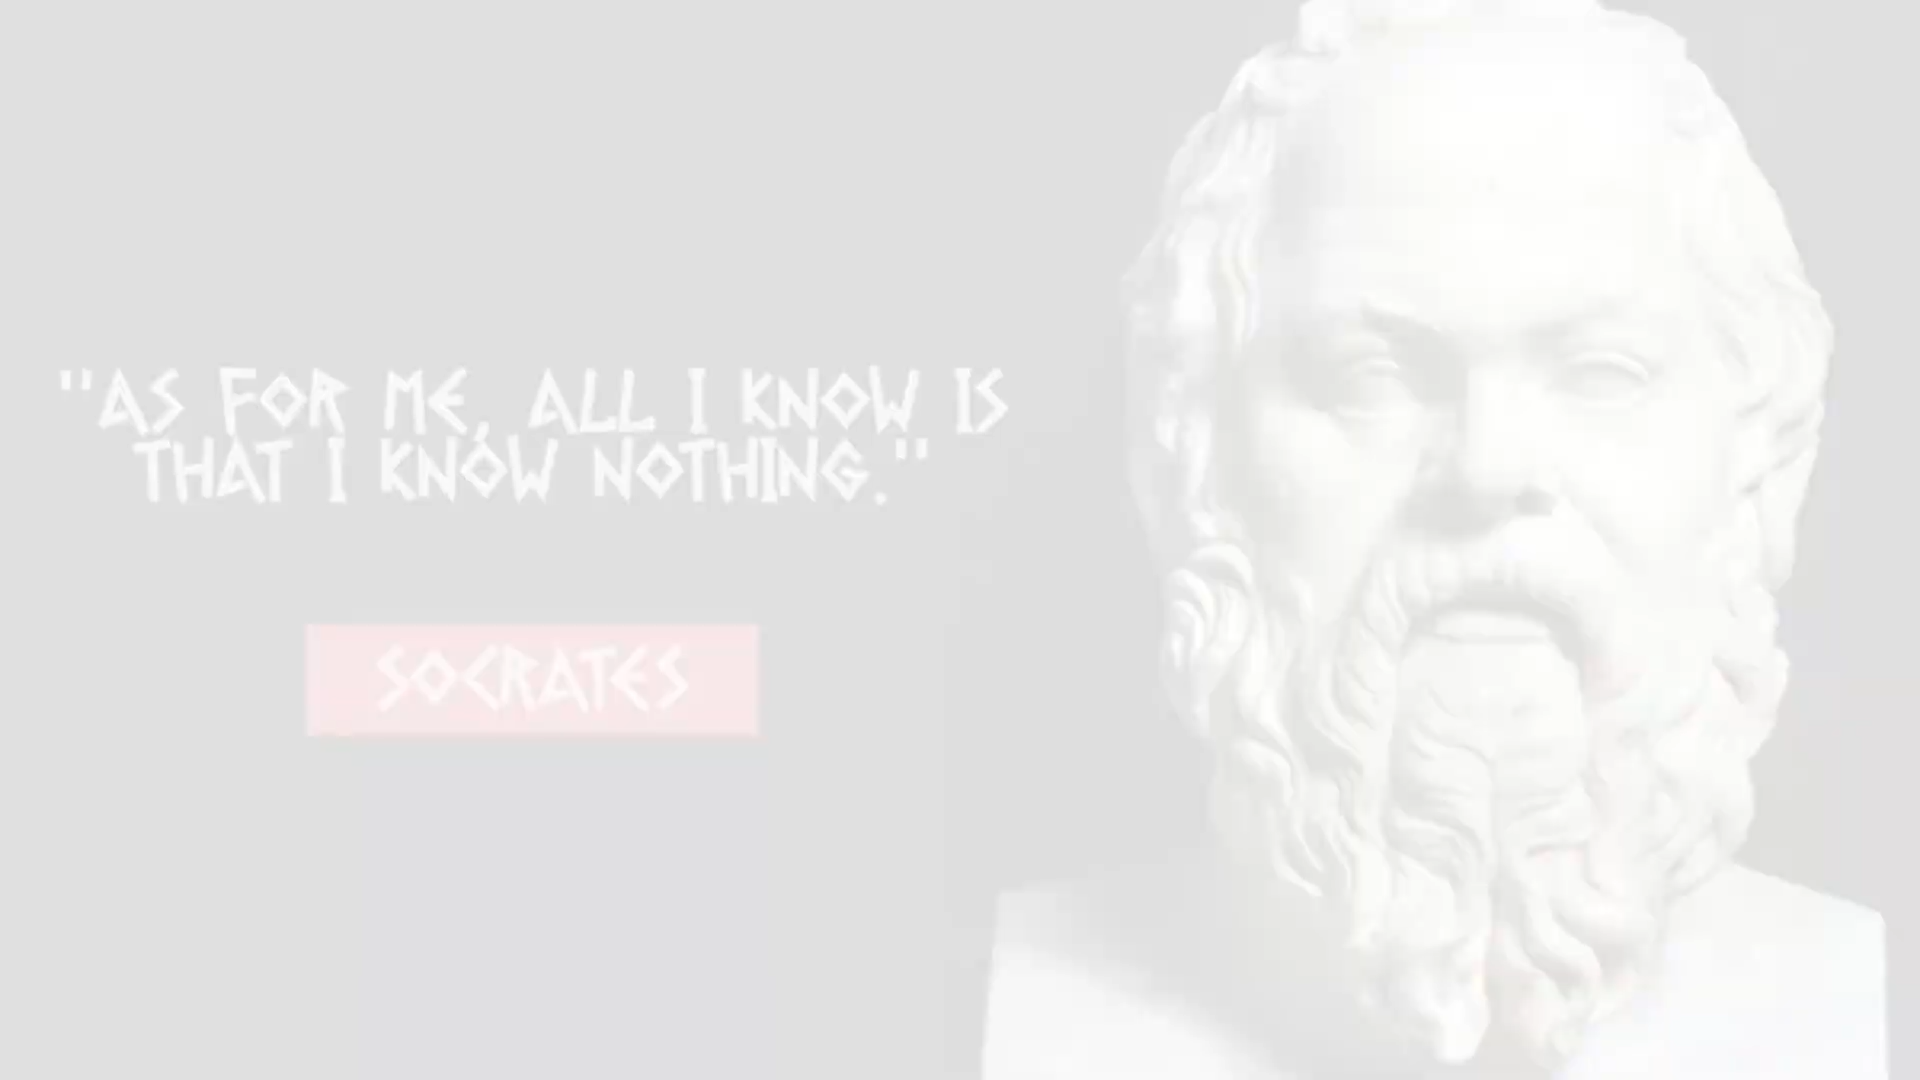 "AS FOR ME, ALL I KNOW IS
THAT I KNOW NOTHING."
SOCRATES